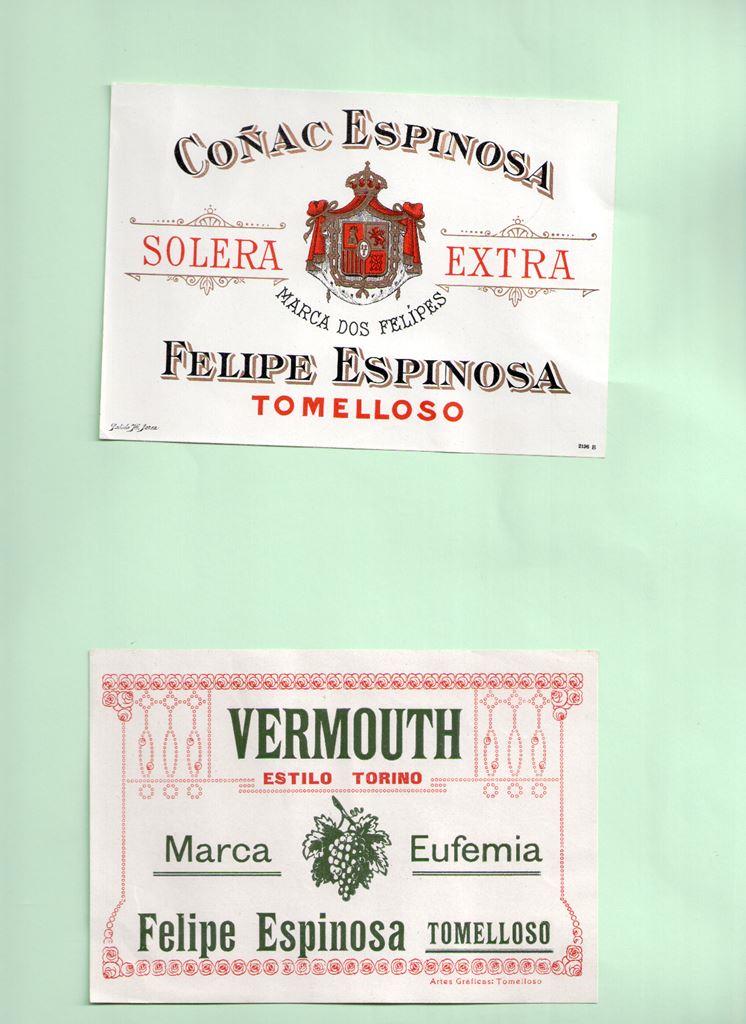 COÑAC ESPINOSA
SOLERA EXTRA
MARCA DOS FELIPES
FELIPE ESPINOSA
TOMELLOSO
2136 B
VERMOUTH
ESTILO TORINO
Marca Eufemia
Felipe Espinosa TOMELLOSO
Artes Gráficas: Tomelloso